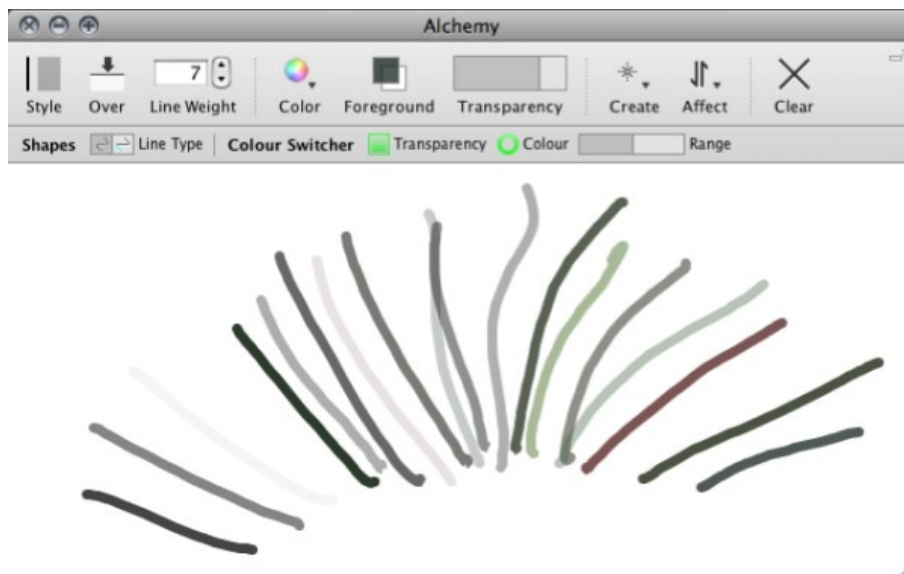 Alchemy
7
Style Over Line Weight Color Foreground Transparency Create Affect Clear
Shapes Line Type Colour Switcher Transparency Colour Range